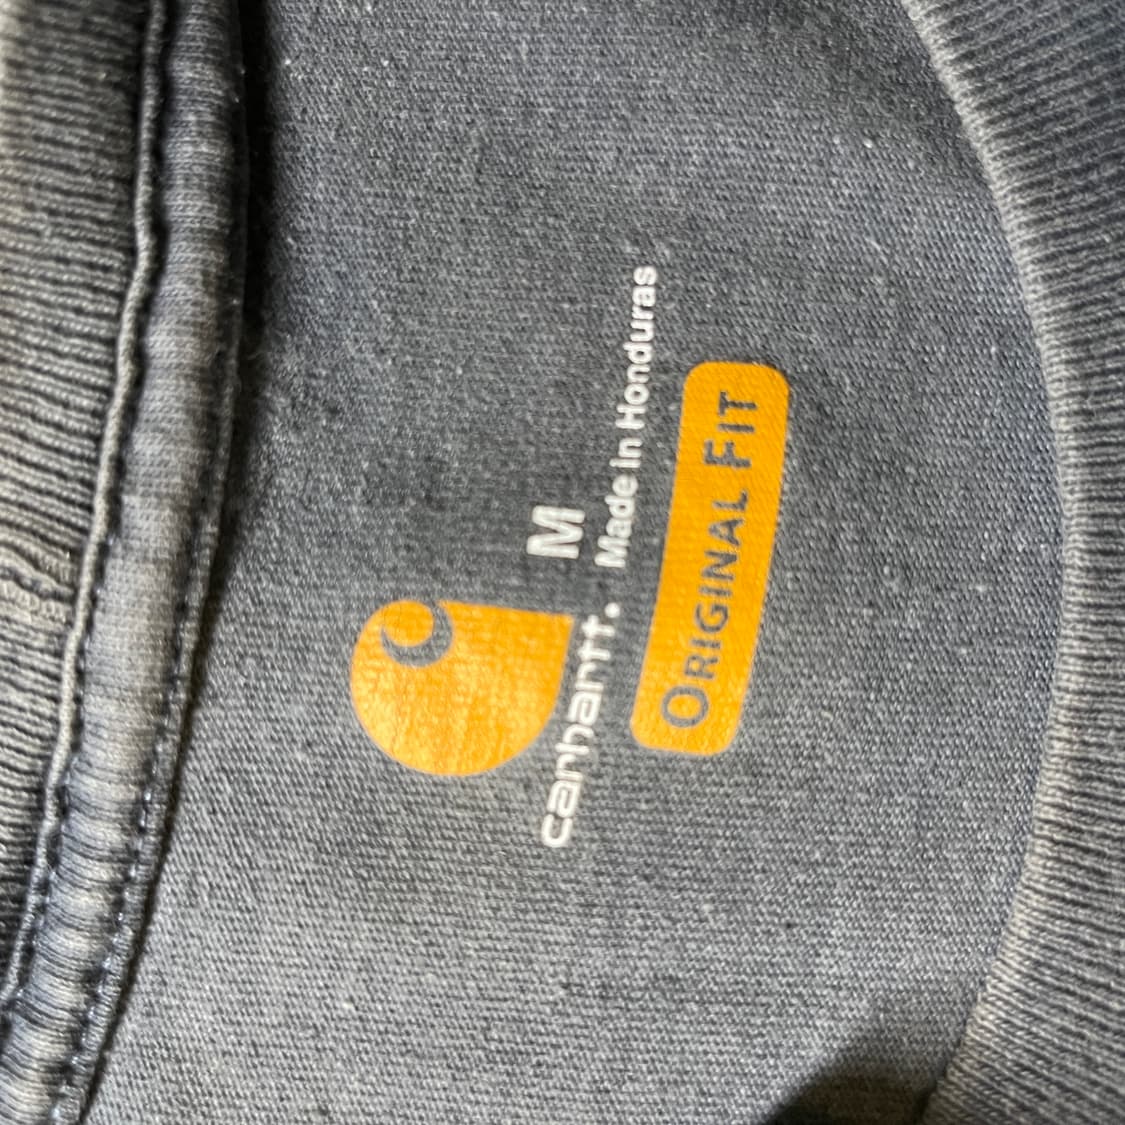 M
carhartt.
Made in Honduras
ORIGINAL FIT